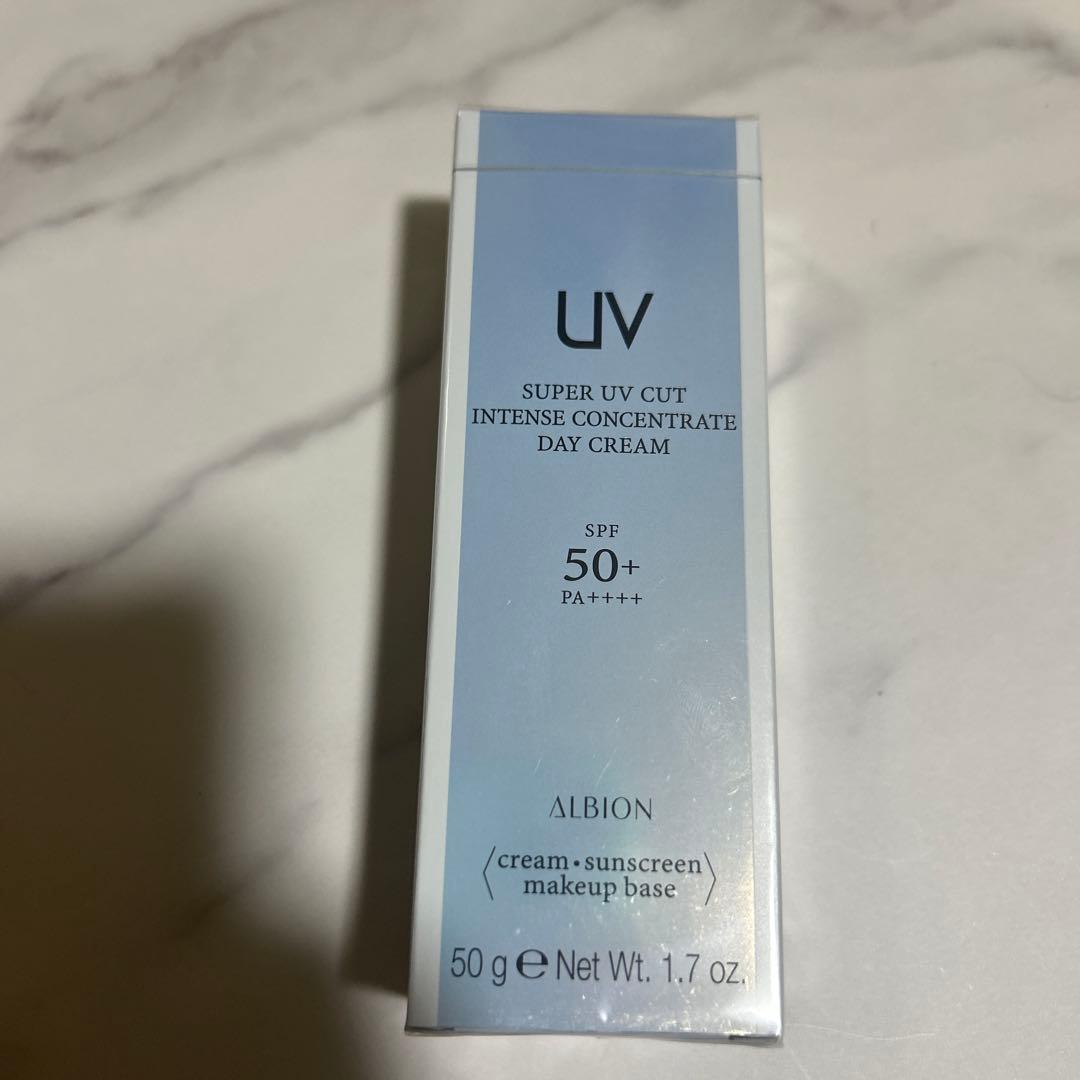 UV
SUPER UV CUT
INTENSE CONCENTRATE
DAY CREAM
SPF
50+
PA++++
ALBION
〈cream・sunscreen
makeup base〉
50 g ℮ Net Wt. 1.7 oz.